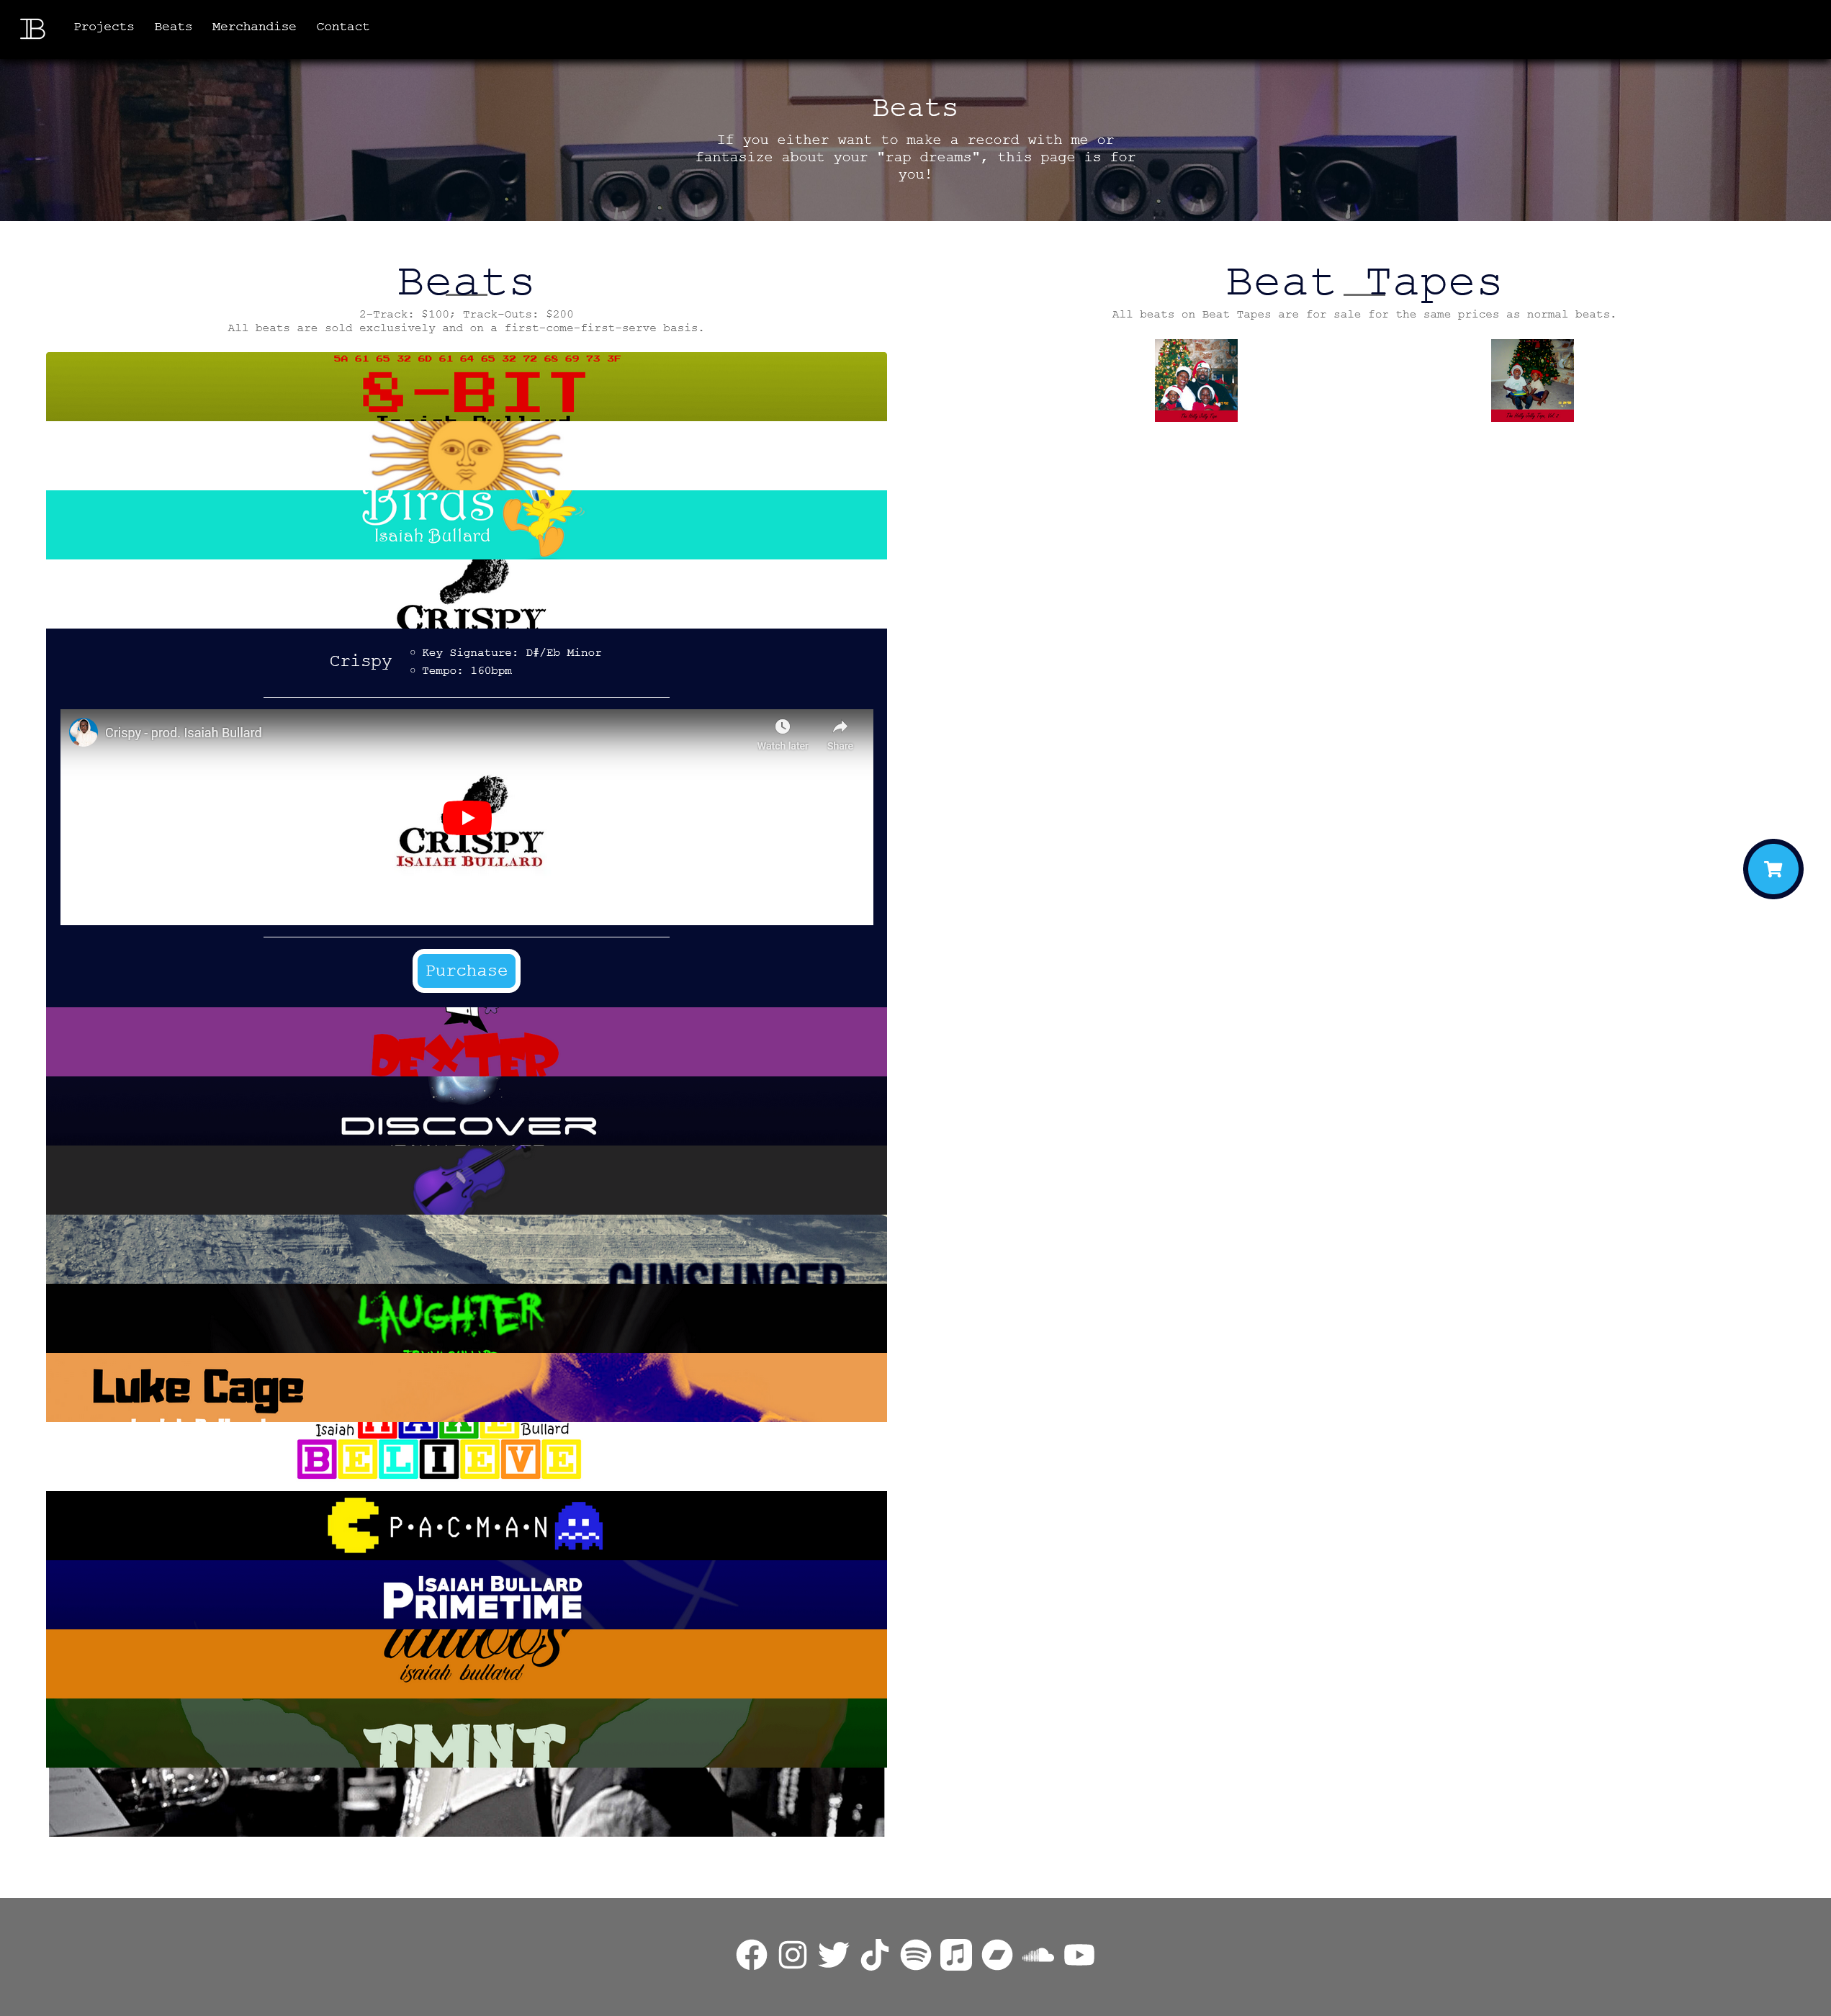 B
Projects Beats Merchandise Contact
Beats
If you either want to make a record with me or
fantasize about your "rap dreams", this page is for
you!
Beats
2-Track: $100; Track-Outs: $200
All beats are sold exclusively and on a first-come-first-serve basis.
5A 61 65 32 6D 61 64 65 32 72 68 69 73 3F
8-BIT
Isaiah Bullard
Birds
Isaiah Bullard
CRISPY
Crispy
Key Signature: D#/Eb Minor
Tempo: 160bpm
Crispy - prod. Isaiah Bullard
Watch later
Share
CRISPY
ISAIAH BULLARD
Purchase
DEXTER
DISCOVER
GUNSLINGER
LAUGHTER
Luke Cage
Isaiah Bullard
Isaiah MAKE Bullard
BELIEVE
P•A•C•M•A•N
ISAIAH BULLARD
PRIMETIME
tattoos
isaiah bullard
TMNT
Beat Tapes
All beats on Beat Tapes are for sale for the same prices as normal beats.